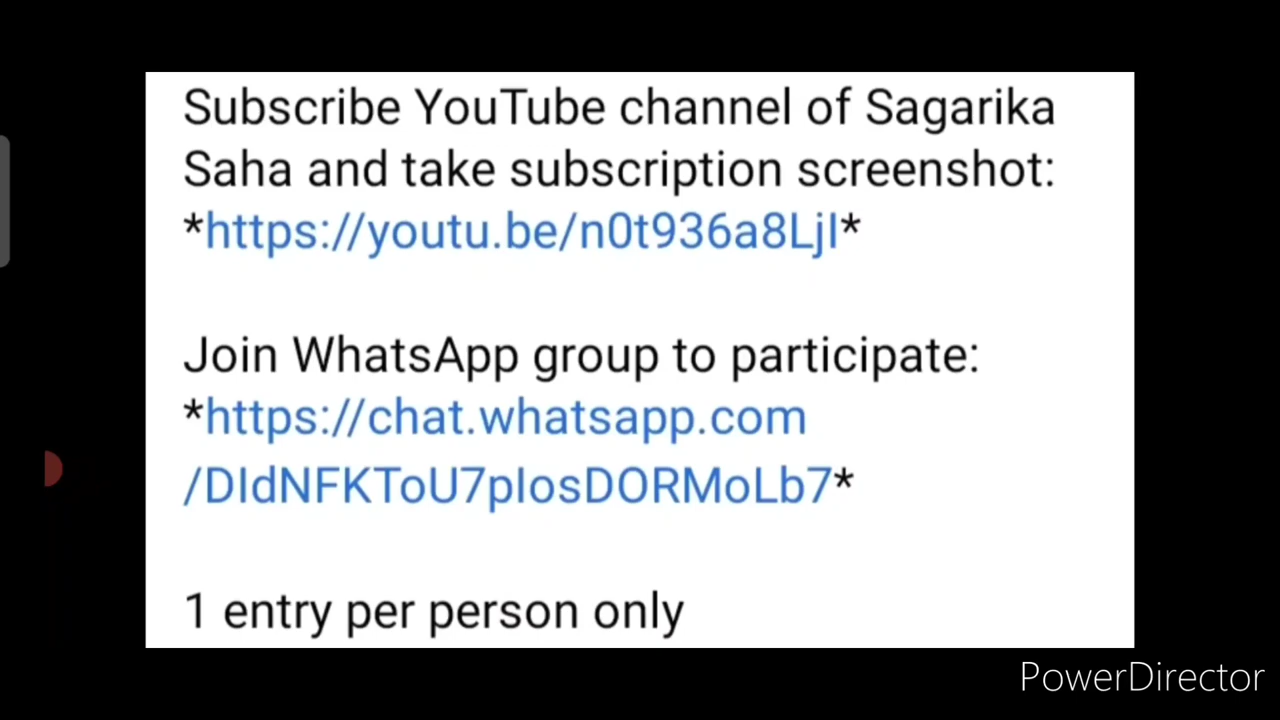 Subscribe YouTube channel of Sagarika
Saha and take subscription screenshot:
*https://youtu.be/n0t936a8LjI*
Join WhatsApp group to participate:
*https://chat.whatsapp.com
/DIdNFKToU7pIosDORMoLb7*
1 entry per person only
PowerDirector